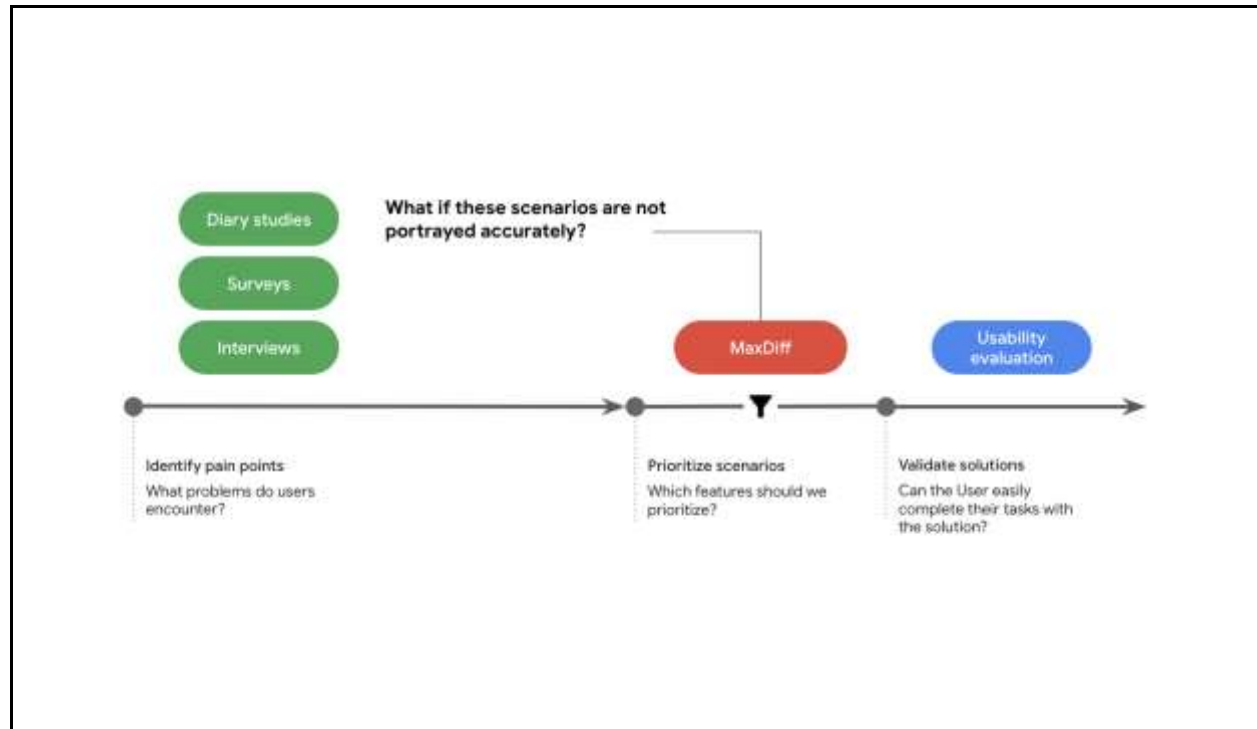 Diary studies
Surveys
Interviews
What if these scenarios are not
portrayed accurately?
MaxDiff
Usability
evaluation
Identify pain points
What problems do users
encounter?
Prioritize scenarios
Which features should we
prioritize?
Validate solutions
Can the User easily
complete their tasks with
the solution?